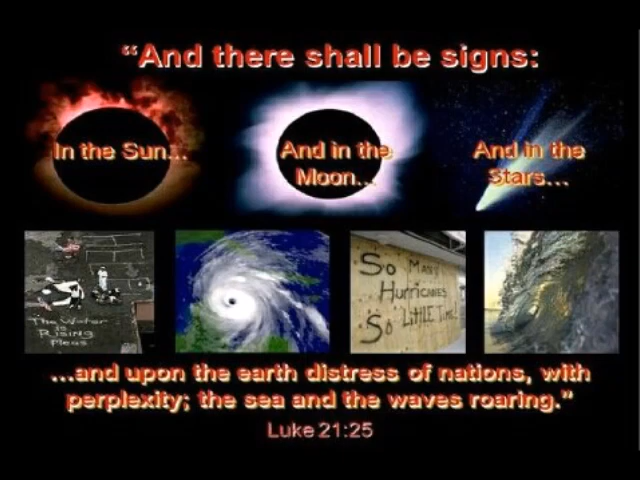 “And there shall be signs:
In the Sun...
And in the
Moon...
And in the
Stars...
The Water
is
Rising
Pleas
So Many
Hurricanes
So Little Time
...and upon the earth distress of nations, with
perplexity; the sea and the waves roaring.”
Luke 21:25